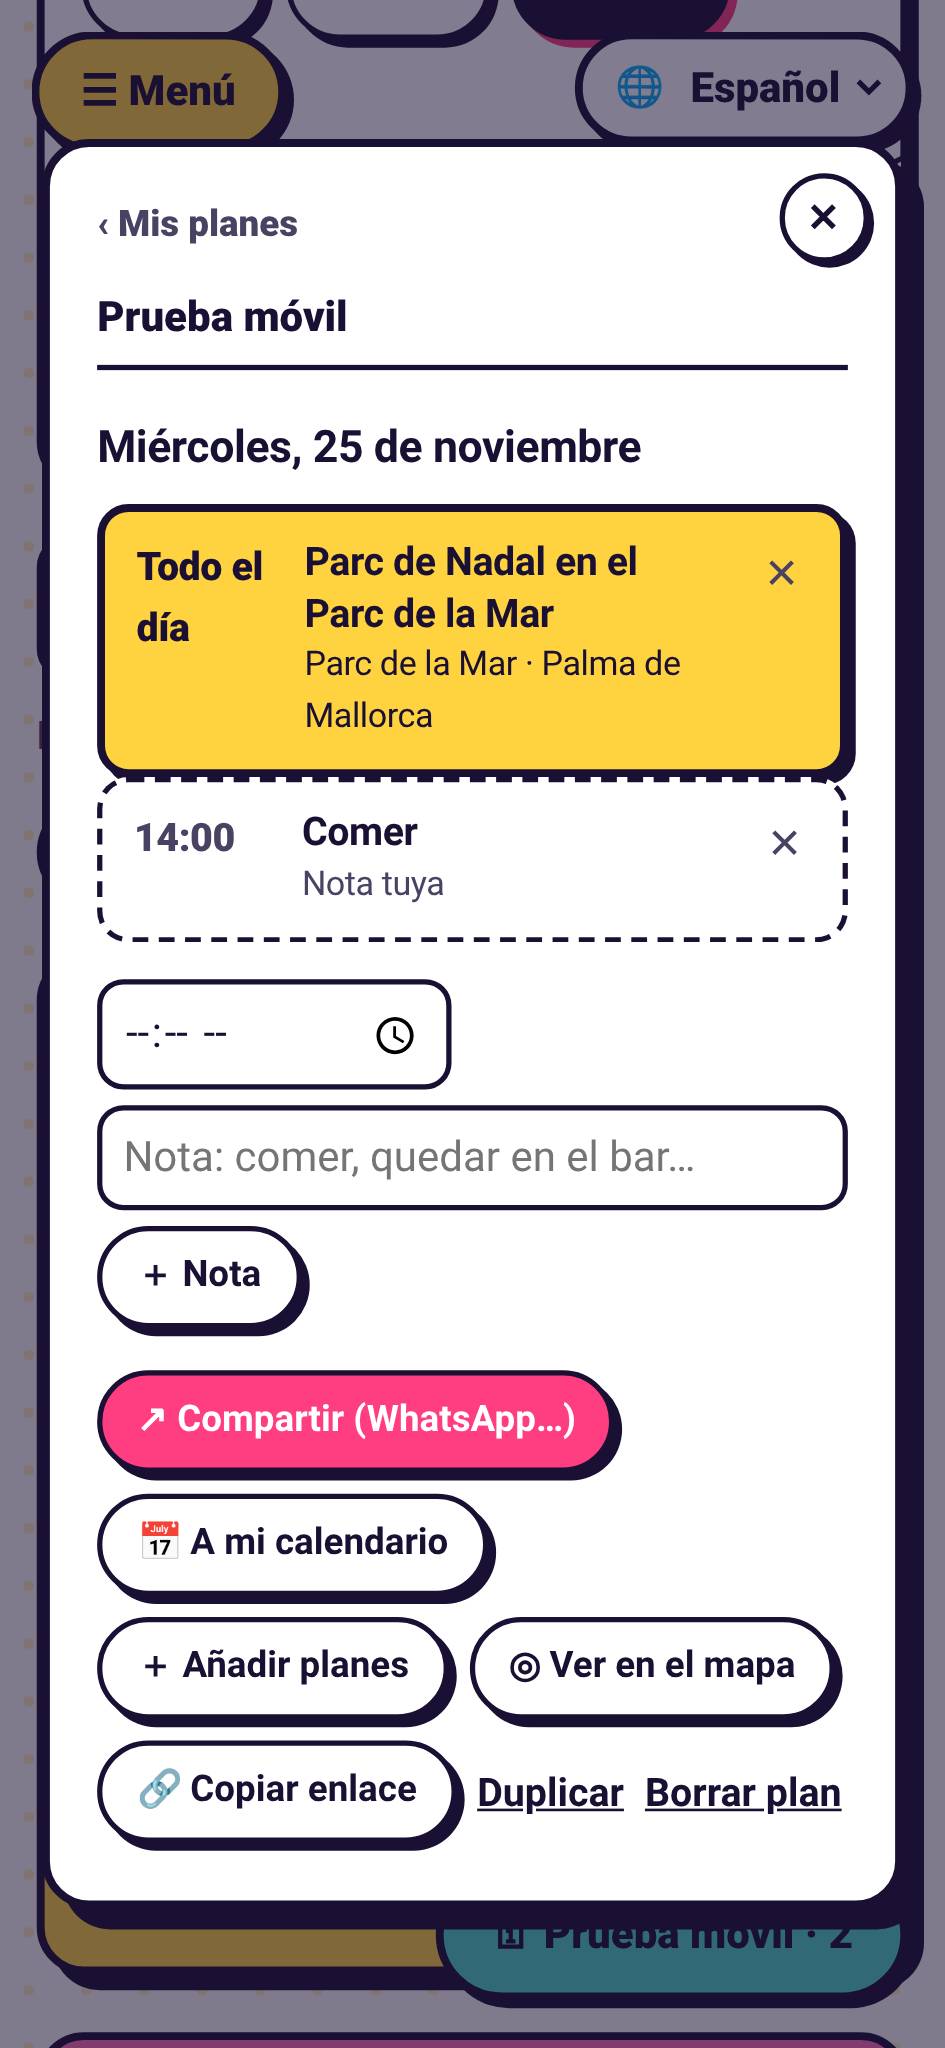 ☰ Menú
🌐 Español
‹ Mis planes
✕
Prueba móvil
Miércoles, 25 de noviembre
Todo el día
Parc de Nadal en el
Parc de la Mar
Parc de la Mar · Palma de
Mallorca
✕
14:00
Comer
Nota tuya
✕
--:-- --
Nota: comer, quedar en el bar...
+ Nota
↗ Compartir (WhatsApp...)
📅 A mi calendario
+ Añadir planes
◎ Ver en el mapa
🔗 Copiar enlace
Duplicar
Borrar plan
Prueba móvil · 2